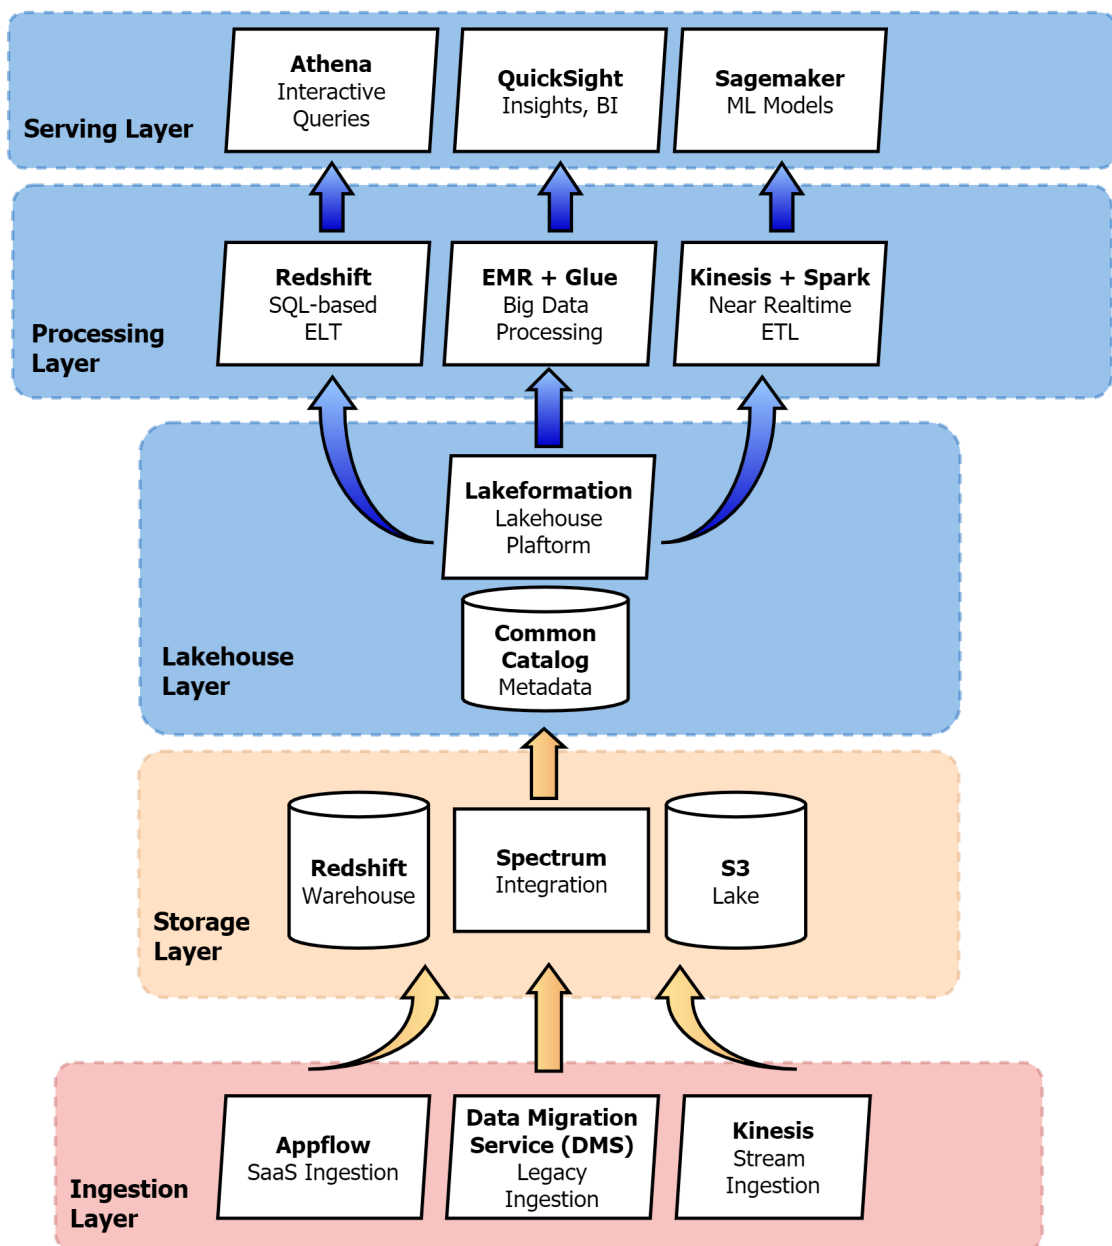 Athena
Interactive
Queries
QuickSight
Insights, BI
Sagemaker
ML Models
Serving Layer
Redshift
SQL-based
ELT
EMR + Glue
Big Data
Processing
Kinesis + Spark
Near Realtime
ETL
Processing
Layer
Lakeformation
Lakehouse
Plaftorm
Common
Catalog
Metadata
Lakehouse
Layer
Redshift
Warehouse
Spectrum
Integration
S3
Lake
Storage
Layer
Appflow
SaaS Ingestion
Data Migration
Service (DMS)
Legacy
Ingestion
Kinesis
Stream
Ingestion
Ingestion
Layer